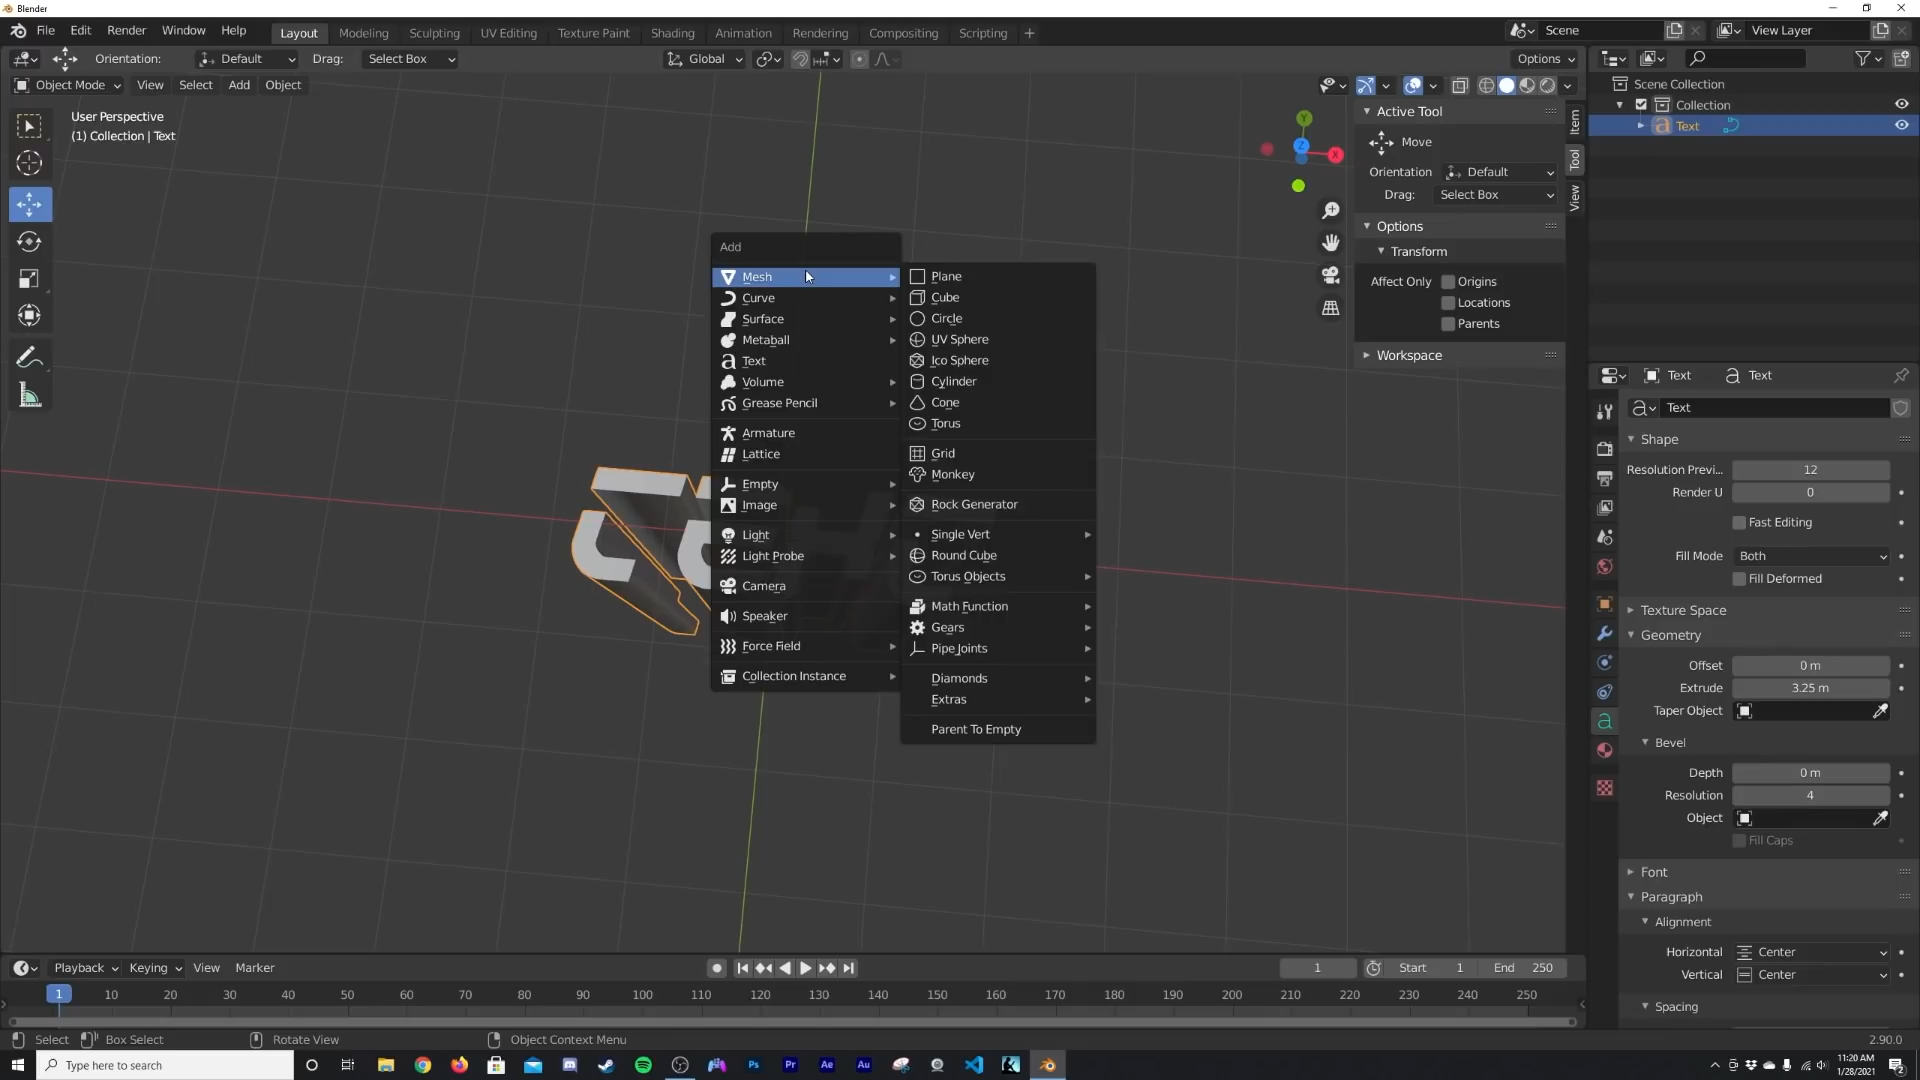 Blender
File Edit Render Window Help Layout Modeling Sculpting UV Editing Texture Paint Shading Animation Rendering Compositing Scripting + Scene View Layer
Orientation: Default Drag: Select Box Global Options
Object Mode View Select Add Object
User Perspective
(1) Collection | Text
Y
Z
X
Active Tool
Move
Orientation Default
Drag: Select Box
Options
Transform
Affect Only Origins
Locations
Parents
Workspace
Item
Tool
View
Scene Collection
Collection
Text
Add
Mesh
Curve
Surface
Metaball
Text
Volume
Grease Pencil
Armature
Lattice
Empty
Image
Light
Light Probe
Camera
Speaker
Force Field
Collection Instance
Plane
Cube
Circle
UV Sphere
Ico Sphere
Cylinder
Cone
Torus
Grid
Monkey
Rock Generator
Single Vert
Round Cube
Torus Objects
Math Function
Gears
Pipe Joints
Diamonds
Extras
Parent To Empty
Text Text
Text
Shape
Resolution Previ... 12
Render U 0
Fast Editing
Fill Mode Both
Fill Deformed
Texture Space
Geometry
Offset 0 m
Extrude 3.25 m
Taper Object
Bevel
Depth 0 m
Resolution 4
Object
Fill Caps
Font
Paragraph
Alignment
Horizontal Center
Vertical Center
Spacing
Playback Keying View Marker 1 Start 1 End 250
1 10 20 30 40 50 60 70 80 90 100 110 120 130 140 150 160 170 180 190 200 210 220 230 240 250
Select Box Select Rotate View Object Context Menu 2.90.0
Type here to search Ps Pr Ae Au 11:20 AM
1/28/2021